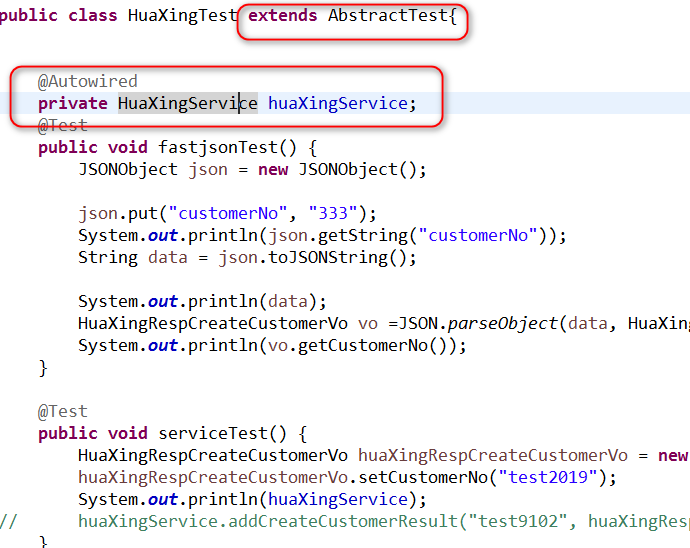 public class HuaXingTest extends AbstractTest{
@Autowired
private HuaXingService huaXingService;
@Test
public void fastjsonTest() {
JSONObject json = new JSONObject();
json.put("customerNo", "333");
System.out.println(json.getString("customerNo"));
String data = json.toJSONString();
System.out.println(data);
HuaXingRespCreateCustomerVo vo =JSON.parseObject(data, HuaXing
System.out.println(vo.getCustomerNo());
}
@Test
public void serviceTest() {
HuaXingRespCreateCustomerVo huaXingRespCreateCustomerVo = new
huaXingRespCreateCustomerVo.setCustomerNo("test2019");
System.out.println(huaXingService);
// huaXingService.addCreateCustomerResult("test9102", huaXingRes
}